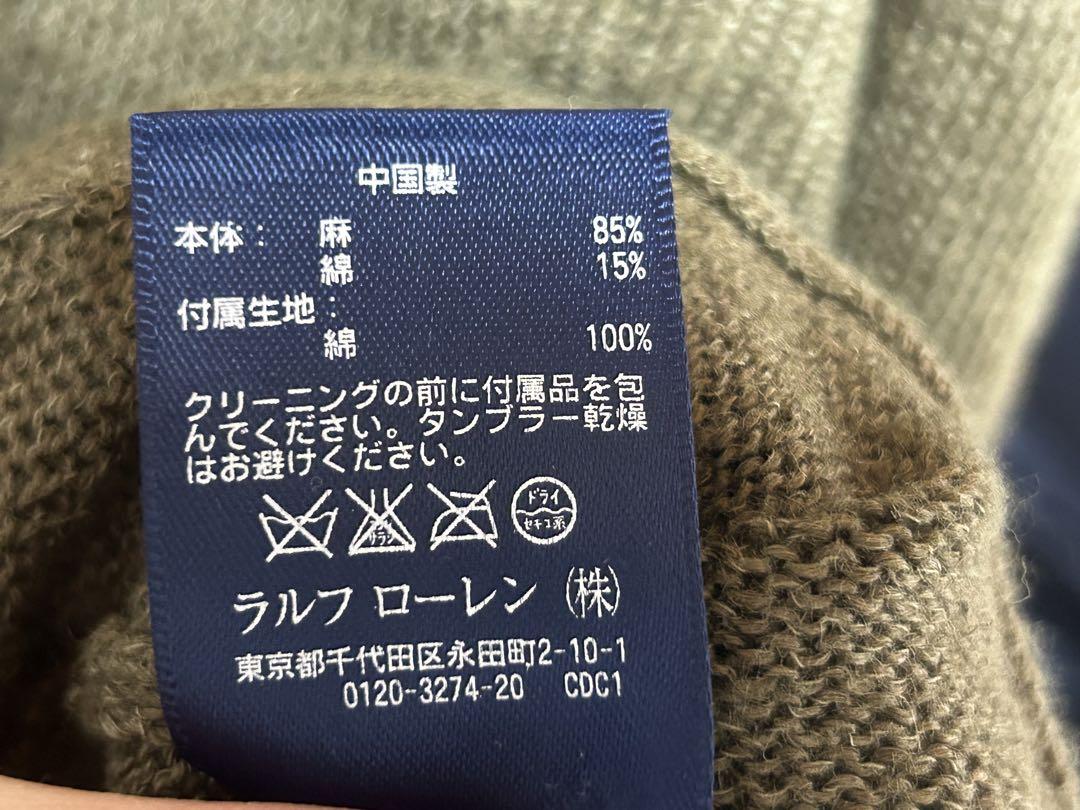 中国製
本体： 麻 85%
綿 15%
付属生地：
綿 100%
クリーニングの前に付属品を包
んでください。タンブラー乾燥
はお避けください。
ドライ
セキユ系
ラルフ ローレン (株)
東京都千代田区永田町2-10-1
0120-3274-20 CDC1